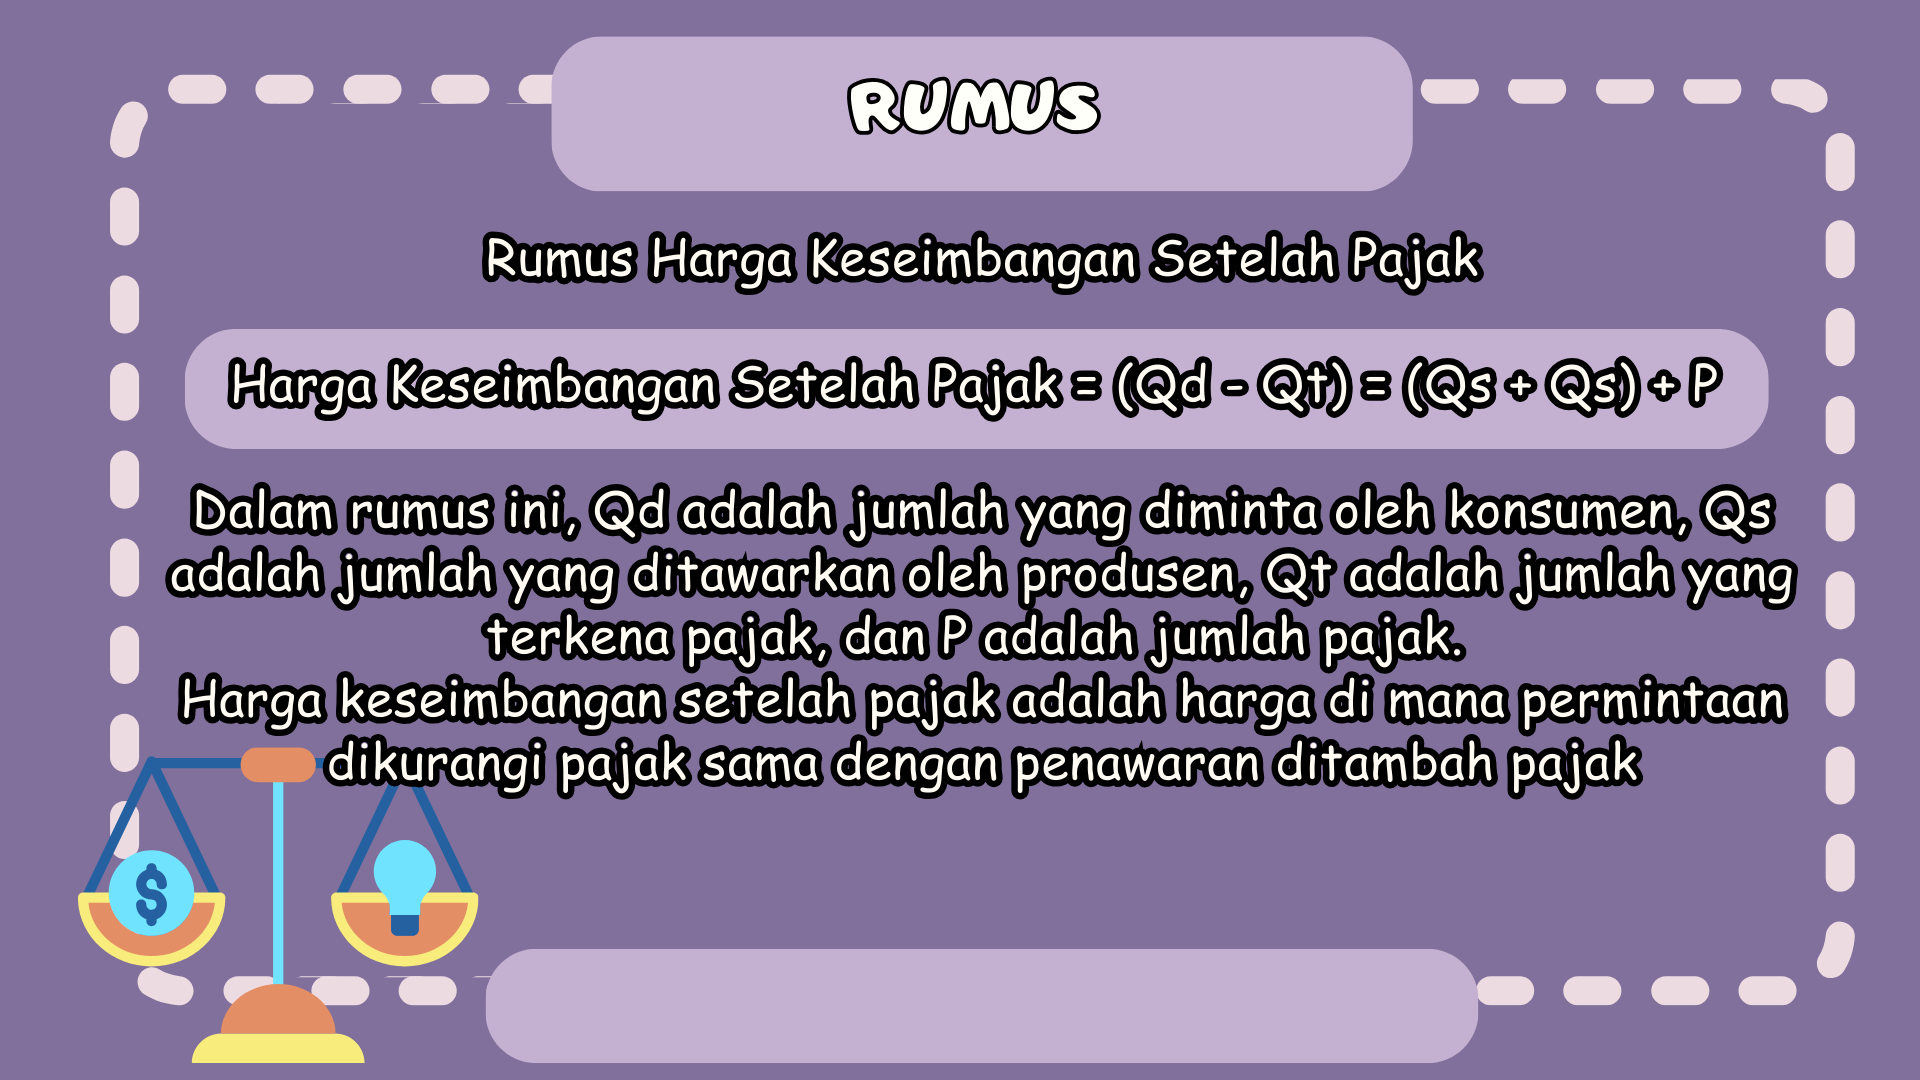 RUMUS
Rumus Harga Keseimbangan Setelah Pajak
Harga Keseimbangan Setelah Pajak = (Qd - Qt) = (Qs + Qs) + P
Dalam rumus ini, Qd adalah jumlah yang diminta oleh konsumen, Qs
adalah jumlah yang ditawarkan oleh produsen, Qt adalah jumlah yang
terkena pajak, dan P adalah jumlah pajak.
Harga keseimbangan setelah pajak adalah harga di mana permintaan
dikurangi pajak sama dengan penawaran ditambah pajak
$